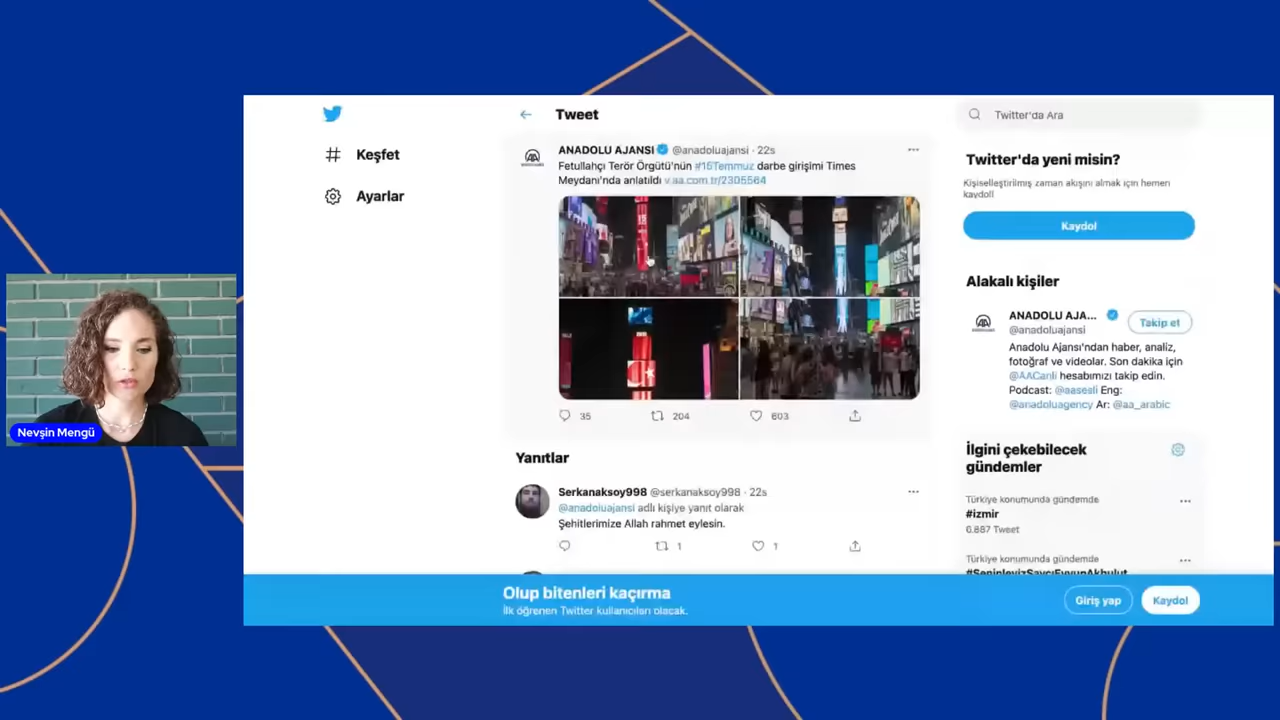 Tweet
Twitter'da Ara
Keşfet
Ayarlar
ANADOLU AJANSI @anadoluajansi · 22s
Fetullahçı Terör Örgütü'nün #15Temmuz darbe girişimi Times
Meydanı'nda anlatıldı v.aa.com.tr/2305564
35
204
603
Yanıtlar
Serkanaksoy998 @serkanaksoy998 · 22s
@anadoluajansi adlı kişiye yanıt olarak
Şehitlerimize Allah rahmet eylesin.
1
1
Twitter'da yeni misin?
Kişiselleştirilmiş zaman akışını almak için hemen
kaydol!
Kaydol
Alakalı kişiler
ANADOLU AJA...
@anadoluajansi
Takip et
Anadolu Ajansı'ndan haber, analiz,
fotoğraf ve videolar. Son dakika için
@AACanli hesabımızı takip edin.
Podcast: @aasesli Eng:
@anadoluagency Ar: @aa_arabic
İlgini çekebilecek
gündemler
Türkiye konumunda gündemde
#izmir
6.887 Tweet
Türkiye konumunda gündemde
#SeninleyizSavcıEyyupAkbulut
Olup bitenleri kaçırma
İlk öğrenen Twitter kullanıcıları olacak.
Giriş yap
Kaydol
Nevşin Mengü